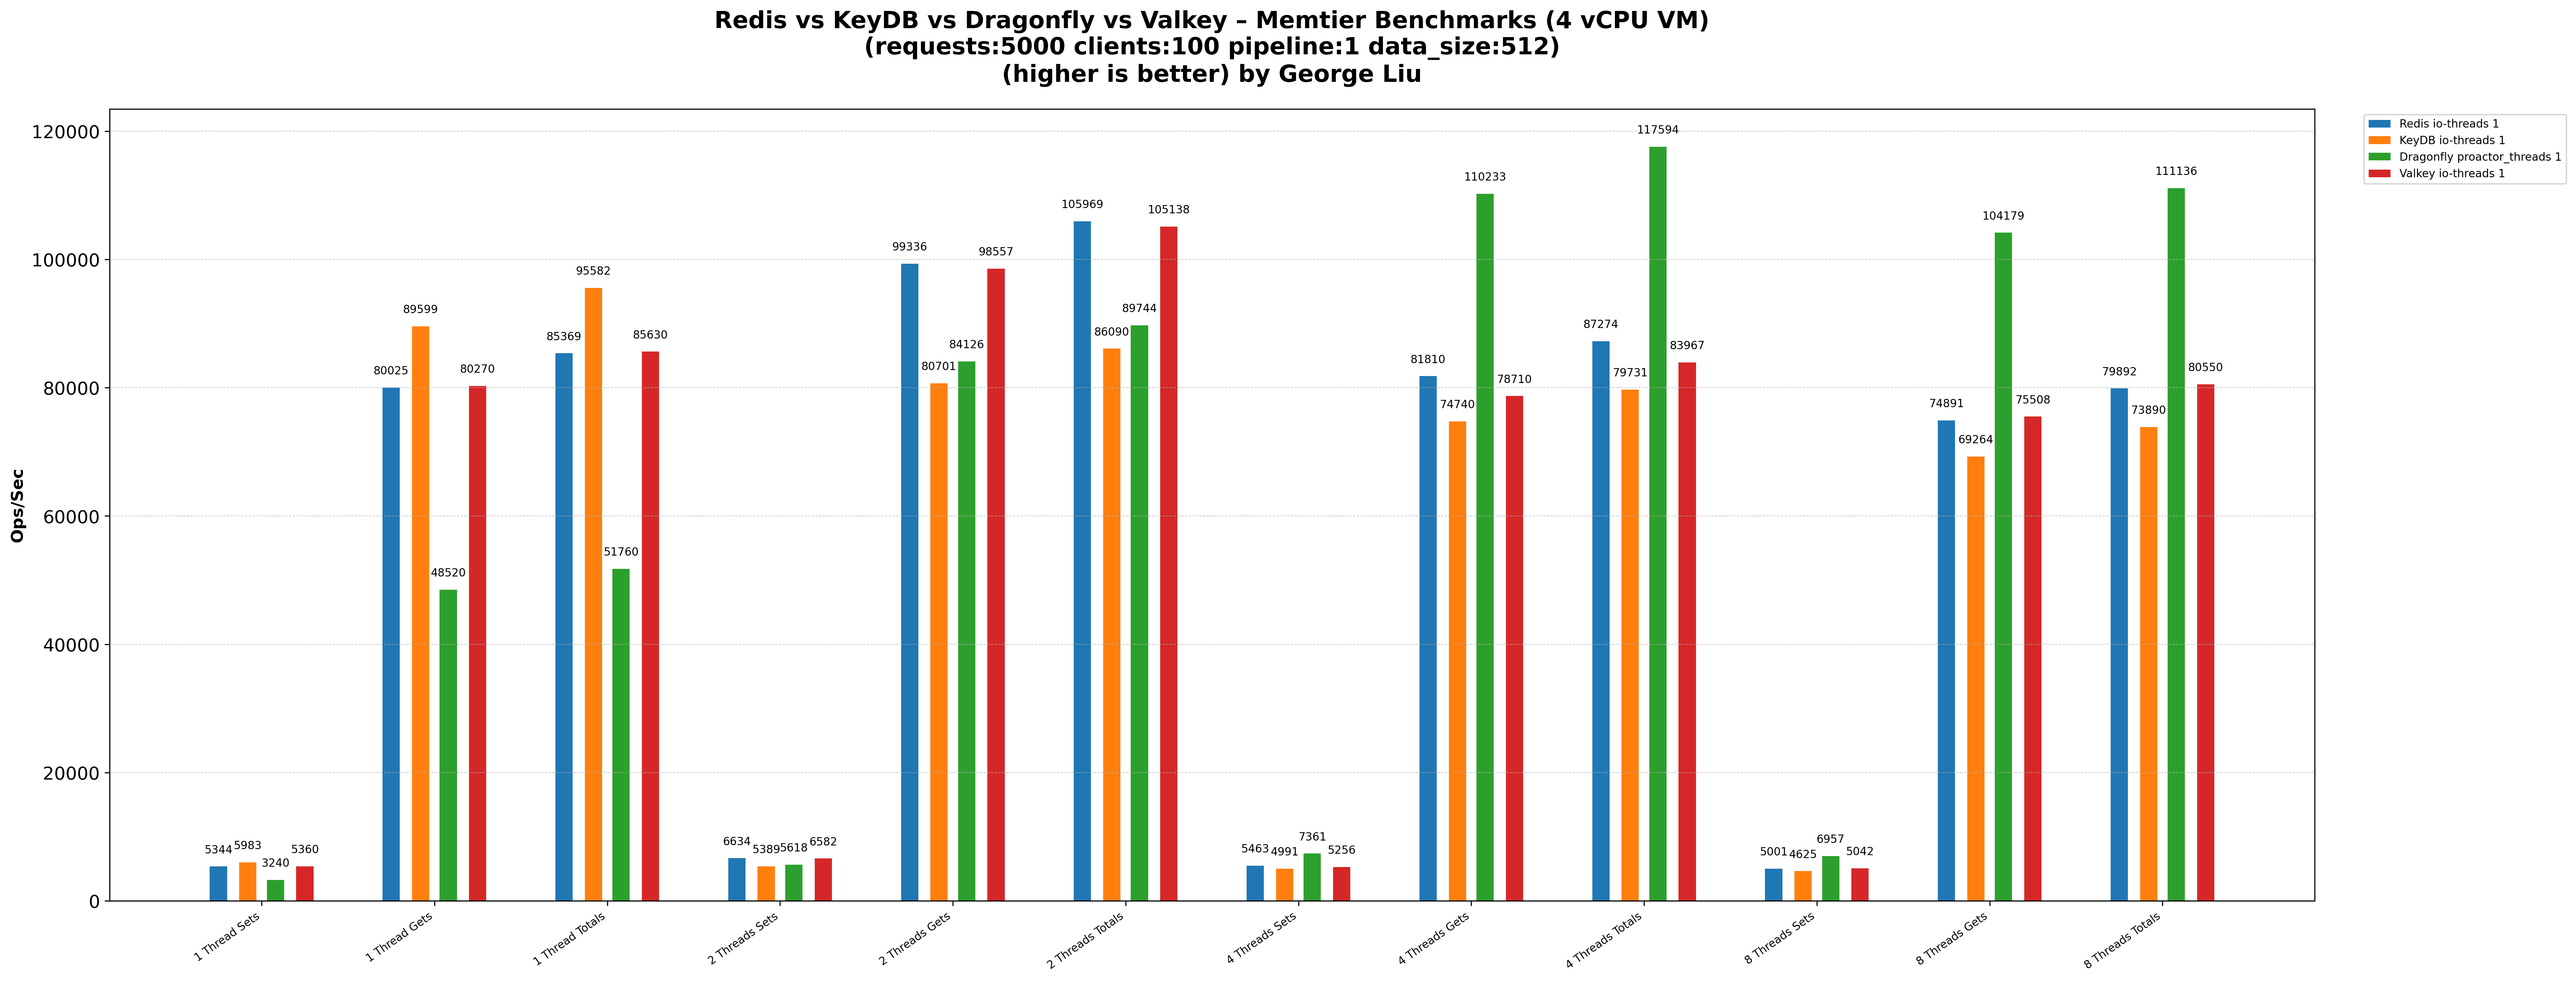 Redis vs KeyDB vs Dragonfly vs Valkey – Memtier Benchmarks (4 vCPU VM)
(requests:5000 clients:100 pipeline:1 data_size:512)
(higher is better) by George Liu
Ops/Sec
120000
100000
80000
60000
40000
20000
0
5344
5983
3240
5360
80025
89599
48520
80270
85369
95582
51760
85630
6634
5389
5618
6582
99336
80701
84126
98557
105969
86090
89744
105138
5463
4991
7361
5256
81810
74740
110233
78710
87274
79731
117594
83967
5001
4625
6957
5042
74891
69264
104179
75508
79892
73890
111136
80550
1 Thread Sets
1 Thread Gets
1 Thread Totals
2 Threads Sets
2 Threads Gets
2 Threads Totals
4 Threads Sets
4 Threads Gets
4 Threads Totals
8 Threads Sets
8 Threads Gets
8 Threads Totals
Redis io-threads 1
KeyDB io-threads 1
Dragonfly proactor_threads 1
Valkey io-threads 1